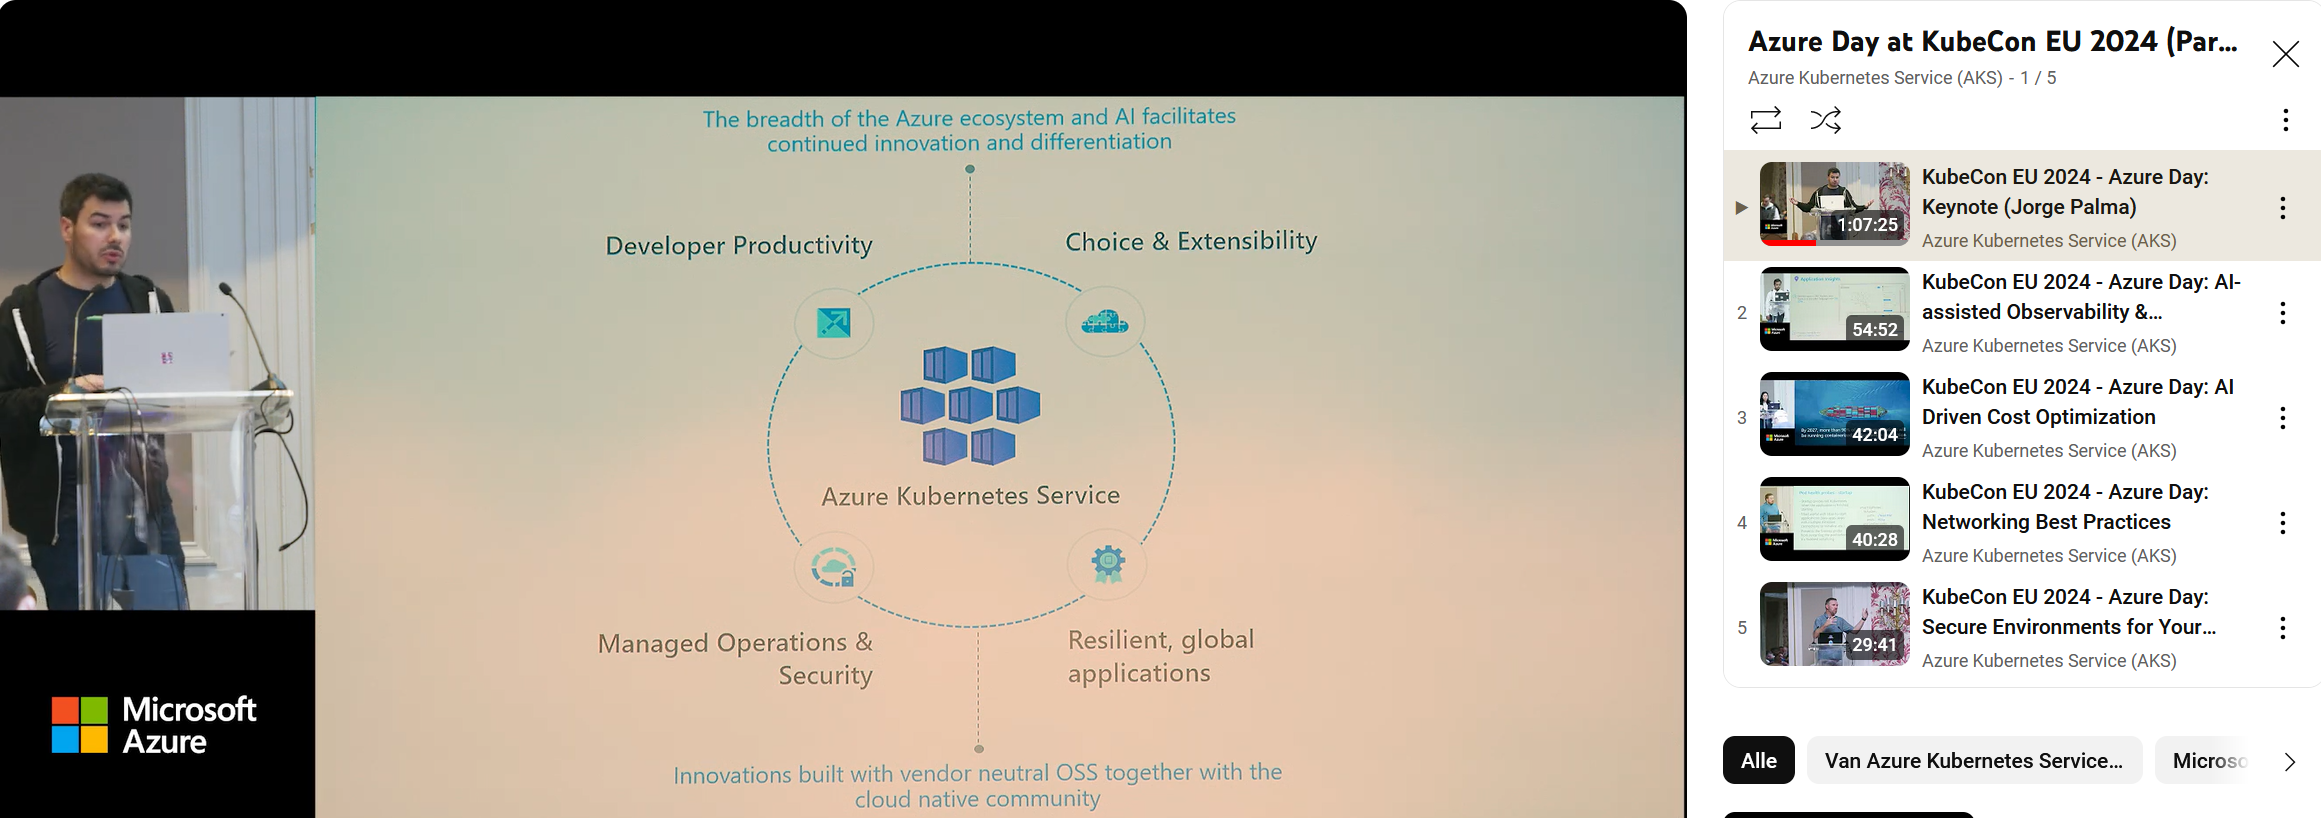 The breadth of the Azure ecosystem and AI facilitates
continued innovation and differentiation
Developer Productivity
Choice & Extensibility
Azure Kubernetes Service
Managed Operations &
Security
Resilient, global
applications
Innovations built with vendor neutral OSS together with the
cloud native community
Microsoft
Azure
Azure Day at KubeCon EU 2024 (Par...
Azure Kubernetes Service (AKS) - 1 / 5
1:07:25
KubeCon EU 2024 - Azure Day:
Keynote (Jorge Palma)
Azure Kubernetes Service (AKS)
2
54:52
KubeCon EU 2024 - Azure Day: AI-
assisted Observability &...
Azure Kubernetes Service (AKS)
3
42:04
KubeCon EU 2024 - Azure Day: AI
Driven Cost Optimization
Azure Kubernetes Service (AKS)
4
40:28
KubeCon EU 2024 - Azure Day:
Networking Best Practices
Azure Kubernetes Service (AKS)
5
29:41
KubeCon EU 2024 - Azure Day:
Secure Environments for Your...
Azure Kubernetes Service (AKS)
Alle
Van Azure Kubernetes Service...
Microso